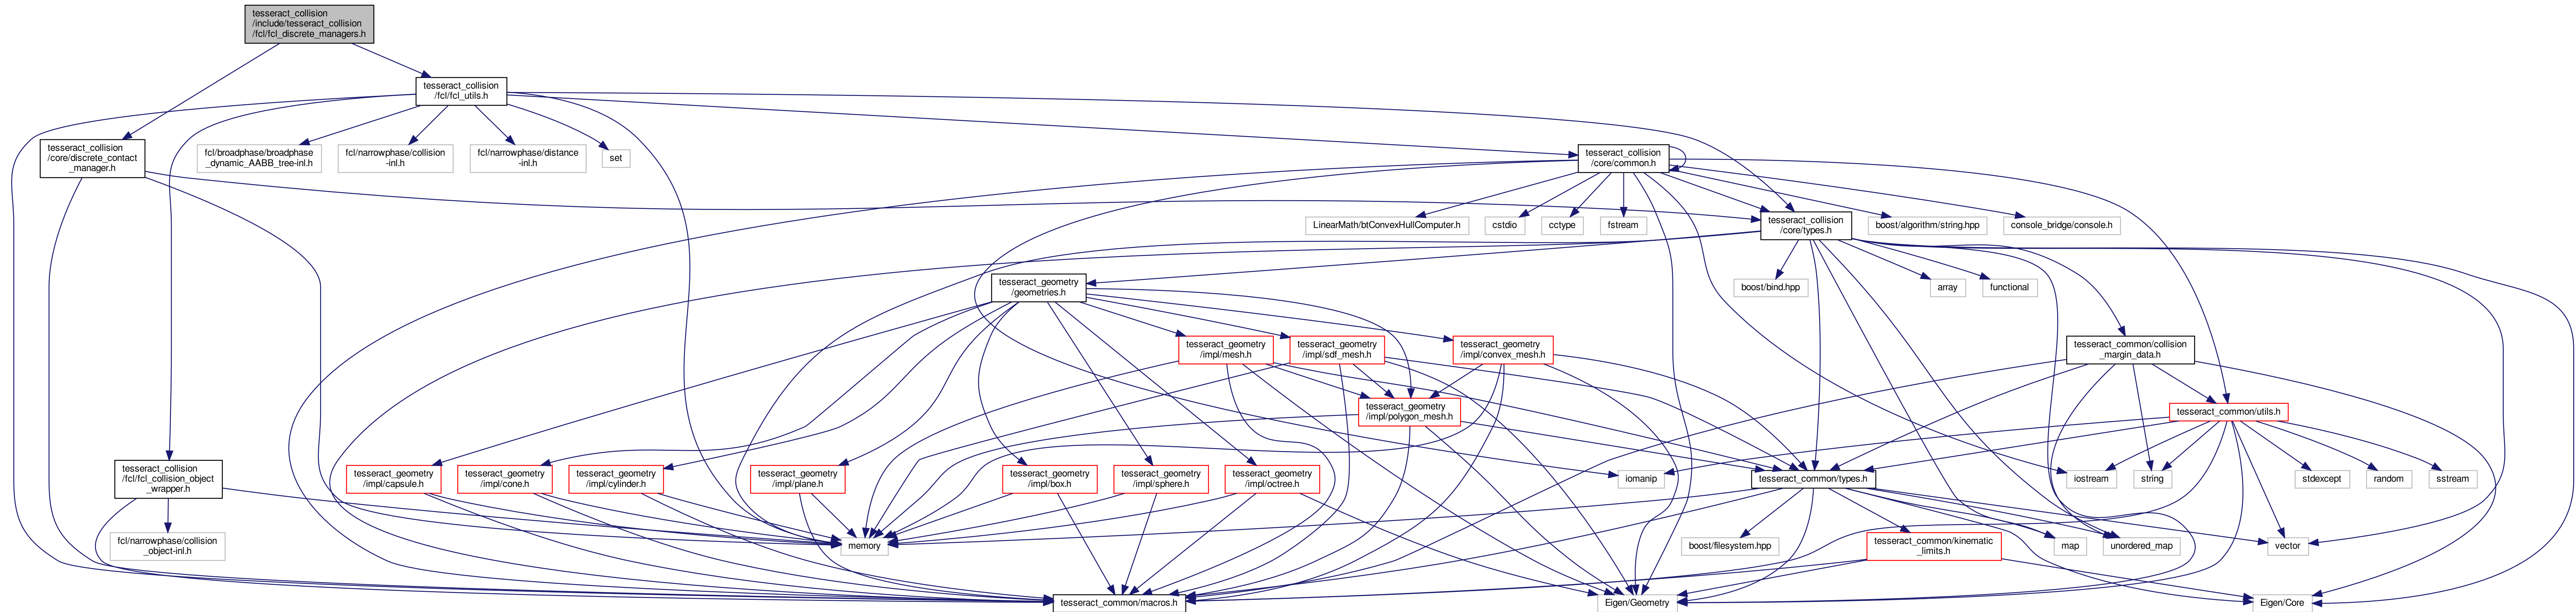 tesseract_collision
/include/tesseract_collision
/fcl/fcl_discrete_managers.h
tesseract_collision
/fcl/fcl_utils.h
tesseract_collision
/core/discrete_contact
_manager.h
fcl/broadphase/broadphase
_dynamic_AABB_tree-inl.h
fcl/narrowphase/collision
-inl.h
fcl/narrowphase/distance
-inl.h
set
tesseract_collision
/core/common.h
LinearMath/btConvexHullComputer.h
cstdio
cctype
fstream
tesseract_collision
/core/types.h
boost/algorithm/string.hpp
console_bridge/console.h
tesseract_geometry
/geometries.h
boost/bind.hpp
array
functional
tesseract_geometry
/impl/mesh.h
tesseract_geometry
/impl/sdf_mesh.h
tesseract_geometry
/impl/convex_mesh.h
tesseract_common/collision
_margin_data.h
tesseract_geometry
/impl/polygon_mesh.h
tesseract_common/utils.h
tesseract_collision
/fcl/fcl_collision_object
_wrapper.h
tesseract_geometry
/impl/capsule.h
tesseract_geometry
/impl/cone.h
tesseract_geometry
/impl/cylinder.h
tesseract_geometry
/impl/plane.h
tesseract_geometry
/impl/box.h
tesseract_geometry
/impl/sphere.h
tesseract_geometry
/impl/octree.h
iomanip
tesseract_common/types.h
iostream
string
stdexcept
random
sstream
fcl/narrowphase/collision
_object-inl.h
memory
boost/filesystem.hpp
tesseract_common/kinematic
_limits.h
map
unordered_map
vector
tesseract_common/macros.h
Eigen/Geometry
Eigen/Core